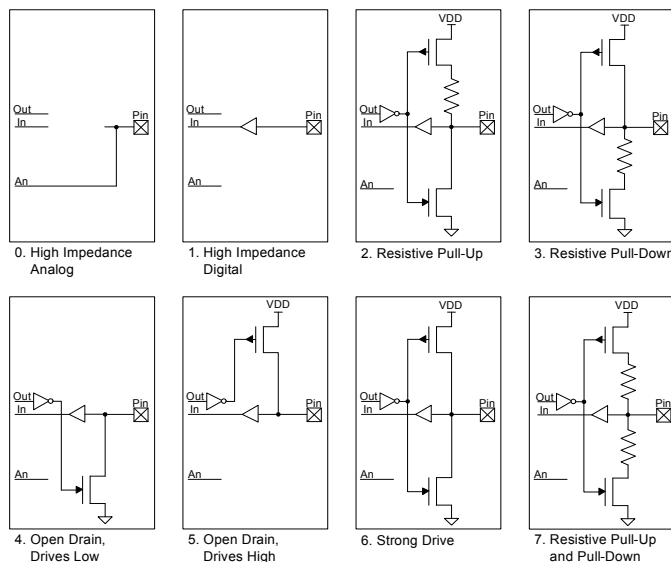 Out
In
Pin
An
0. High Impedance
Analog
Out
In
Pin
An
1. High Impedance
Digital
VDD
Out
In
Pin
An
2. Resistive Pull-Up
VDD
Out
In
Pin
An
3. Resistive Pull-Down
Out
In
Pin
An
4. Open Drain,
Drives Low
VDD
Out
In
Pin
An
5. Open Drain,
Drives High
VDD
Out
In
Pin
An
6. Strong Drive
VDD
Out
In
Pin
An
7. Resistive Pull-Up
and Pull-Down